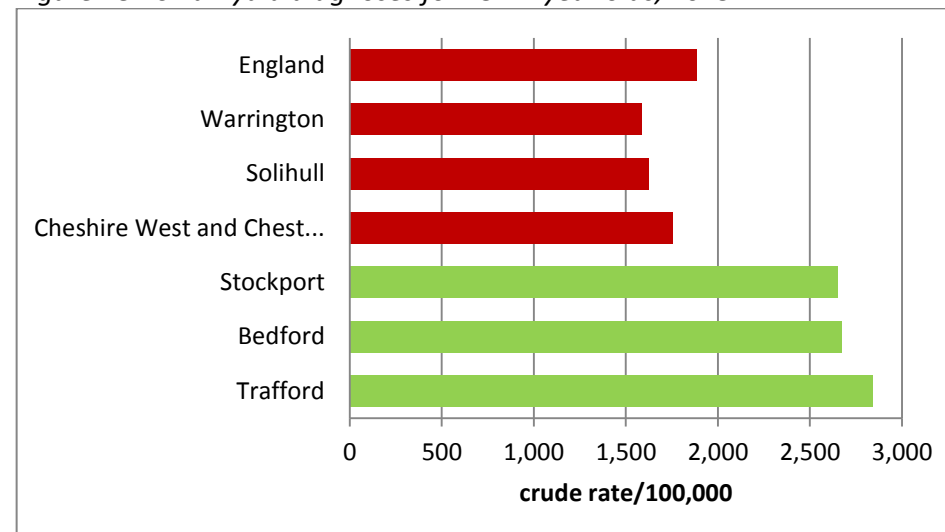 England
Warrington
Solihull
Cheshire West and Chest...
Stockport
Bedford
Trafford
0 500 1,000 1,500 2,000 2,500 3,000
crude rate/100,000